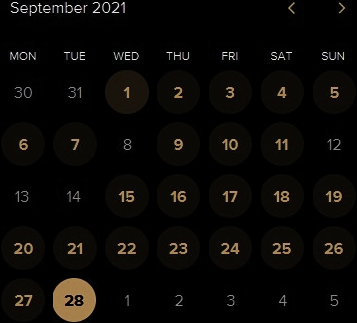 September 2021
MON TUE WED THU FRI SAT SUN
30 31 1 2 3 4 5
6 7 8 9 10 11 12
13 14 15 16 17 18 19
20 21 22 23 24 25 26
27 28 1 2 3 4 5